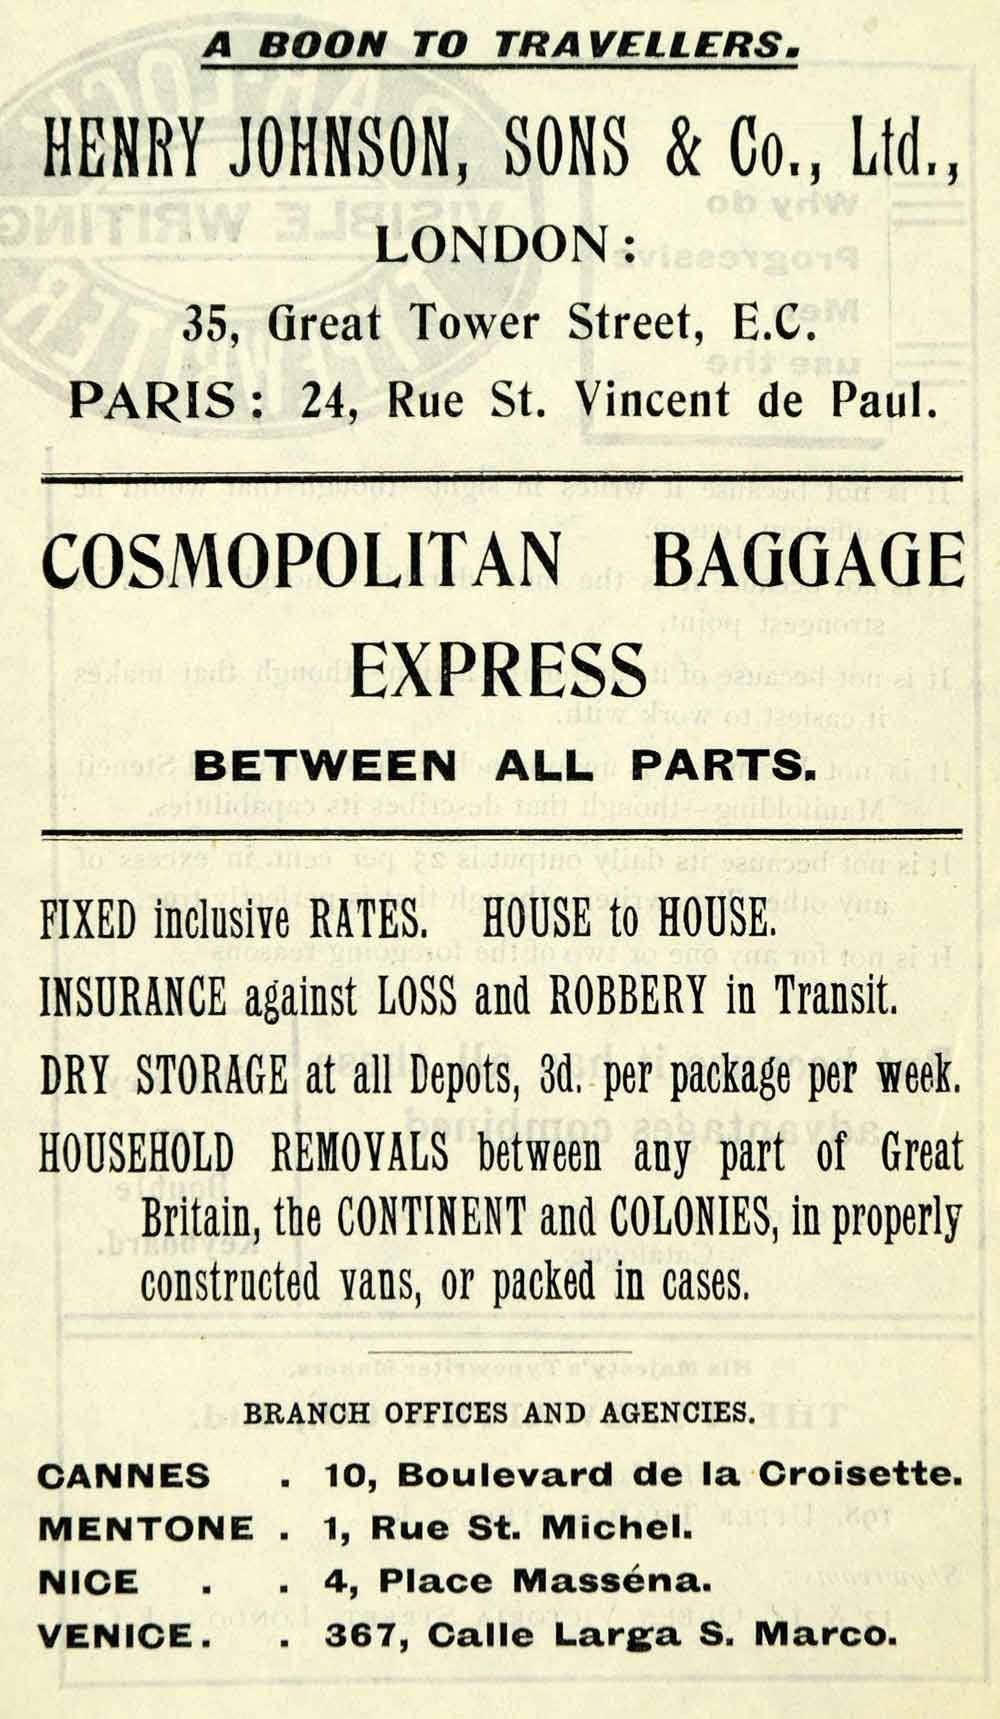 A BOON TO TRAVELLERS.
HENRY JOHNSON, SONS & Co., Ltd.,
LONDON:
35, Great Tower Street, E.C.
PARIS: 24, Rue St. Vincent de Paul.
COSMOPOLITAN BAGGAGE
EXPRESS
BETWEEN ALL PARTS.
FIXED inclusive RATES. HOUSE to HOUSE.
INSURANCE against LOSS and ROBBERY in Transit.
DRY STORAGE at all Depots, 3d. per package per week.
HOUSEHOLD REMOVALS between any part of Great
Britain, the CONTINENT and COLONIES, in properly
constructed vans, or packed in cases.
BRANCH OFFICES AND AGENCIES.
CANNES . 10, Boulevard de la Croisette.
MENTONE . 1, Rue St. Michel.
NICE . . 4, Place Masséna.
VENICE. . 367, Calle Larga S. Marco.